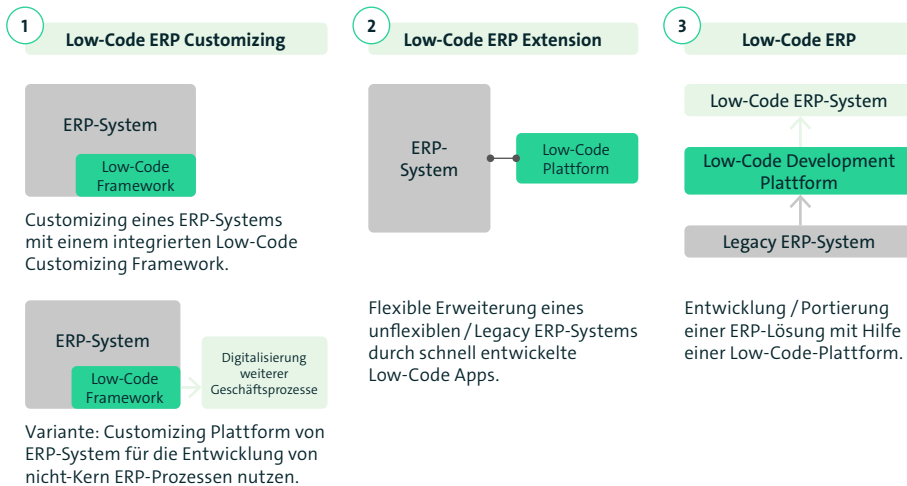 1
Low-Code ERP Customizing
ERP-System
Low-Code
Framework
Customizing eines ERP-Systems
mit einem integrierten Low-Code
Customizing Framework.
ERP-System
Low-Code
Framework
Digitalisierung
weiterer
Geschäftsprozesse
Variante: Customizing Plattform von
ERP-System für die Entwicklung von
nicht-Kern ERP-Prozessen nutzen.
2
Low-Code ERP Extension
ERP-
System
Low-Code
Plattform
Flexible Erweiterung eines
unflexiblen / Legacy ERP-Systems
durch schnell entwickelte
Low-Code Apps.
3
Low-Code ERP
Low-Code ERP-System
Low-Code Development
Plattform
Legacy ERP-System
Entwicklung / Portierung
einer ERP-Lösung mit Hilfe
einer Low-Code-Plattform.